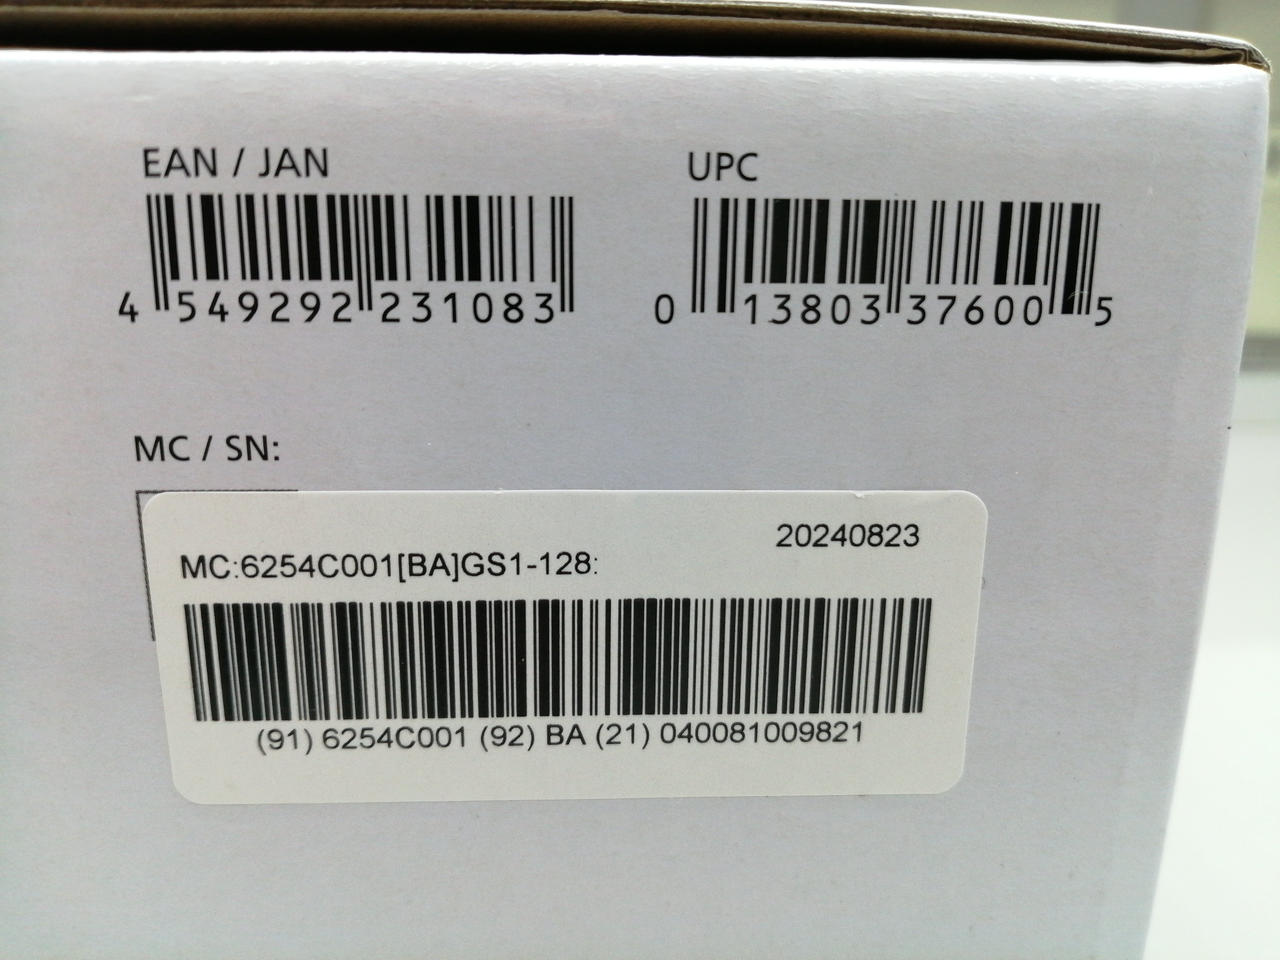 EAN / JAN
4 549292 231083
UPC
0 13803 37600 5
MC / SN:
20240823
MC:6254C001[BA]GS1-128:
(91) 6254C001 (92) BA (21) 040081009821